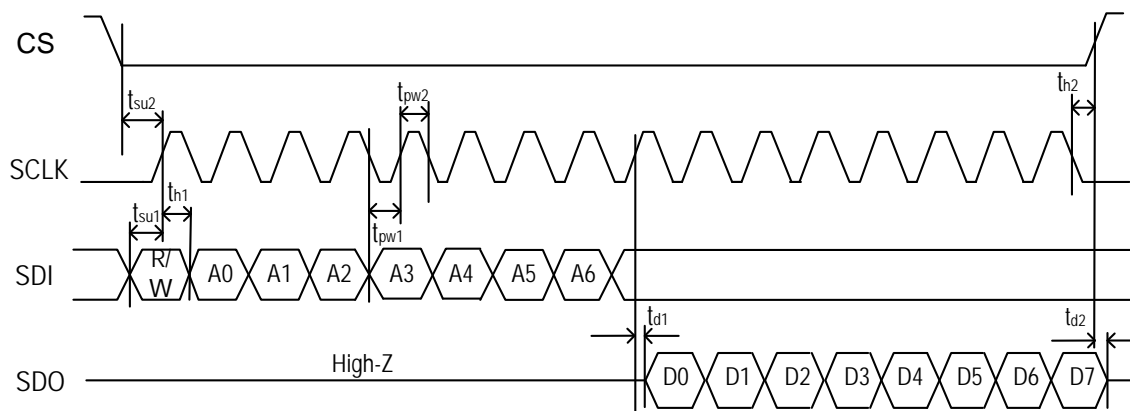 CS
tsu2
tpw2
th2
SCLK
tsu1
th1
tpw1
SDI
R/
W
A0
A1
A2
A3
A4
A5
A6
td1
td2
SDO
High-Z
D0
D1
D2
D3
D4
D5
D6
D7